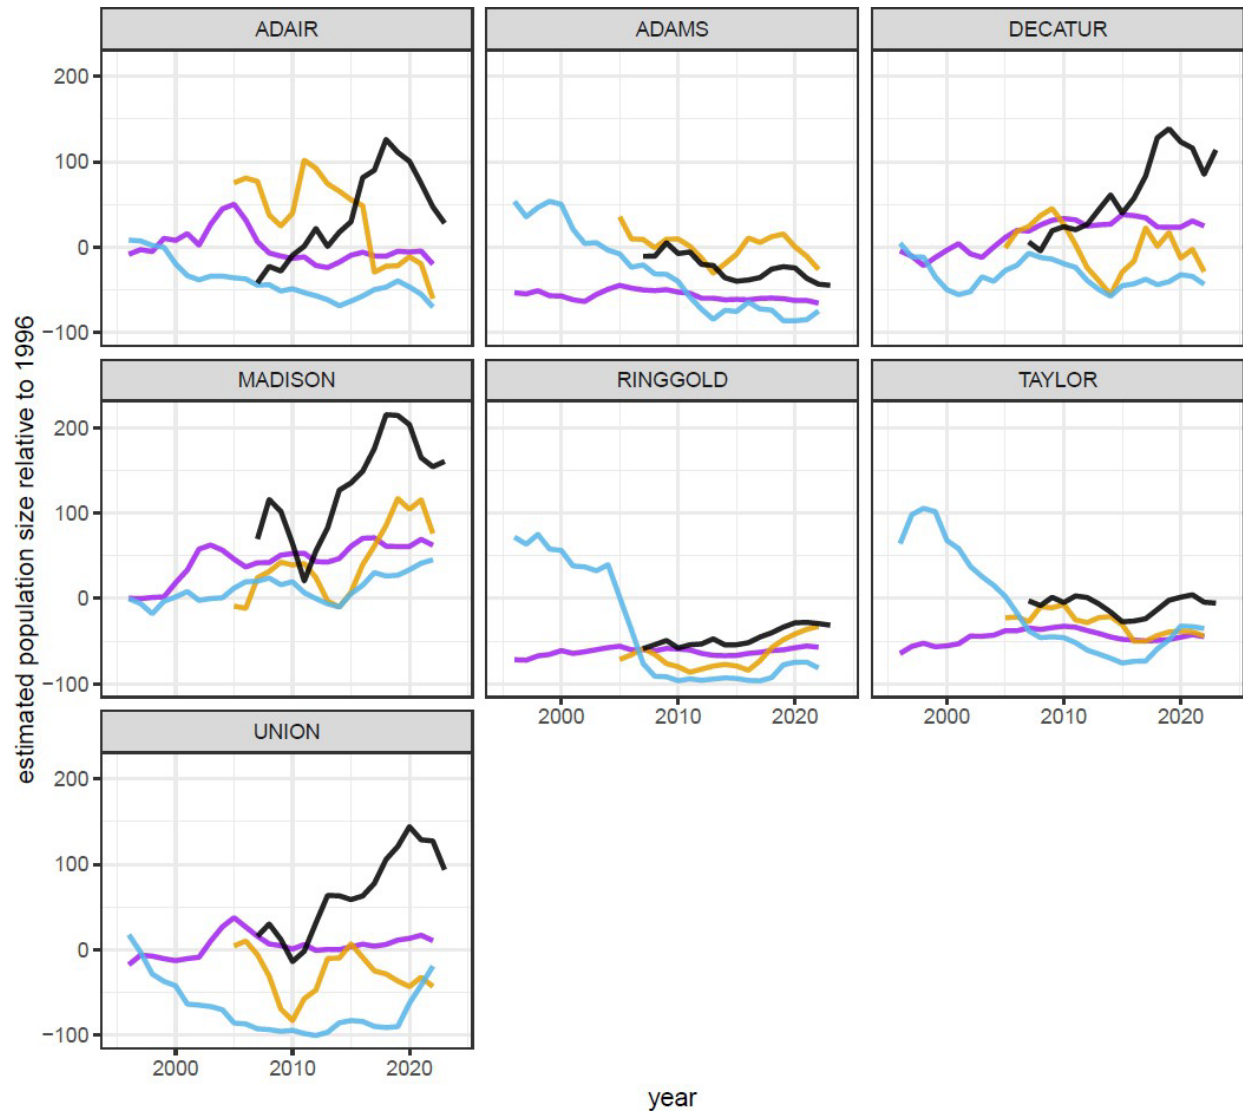 ADAIR ADAMS DECATUR
200
100
0
−100
MADISON RINGGOLD TAYLOR
200
100
0
−100
2000 2010 2020 2000 2010 2020
UNION
200
100
0
−100
2000 2010 2020
estimated population size relative to 1996
year